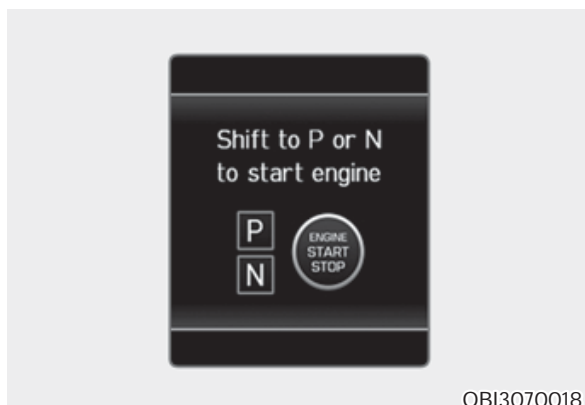 Shift to P or N
to start engine
P
N
ENGINE
START
STOP
OBI3070018